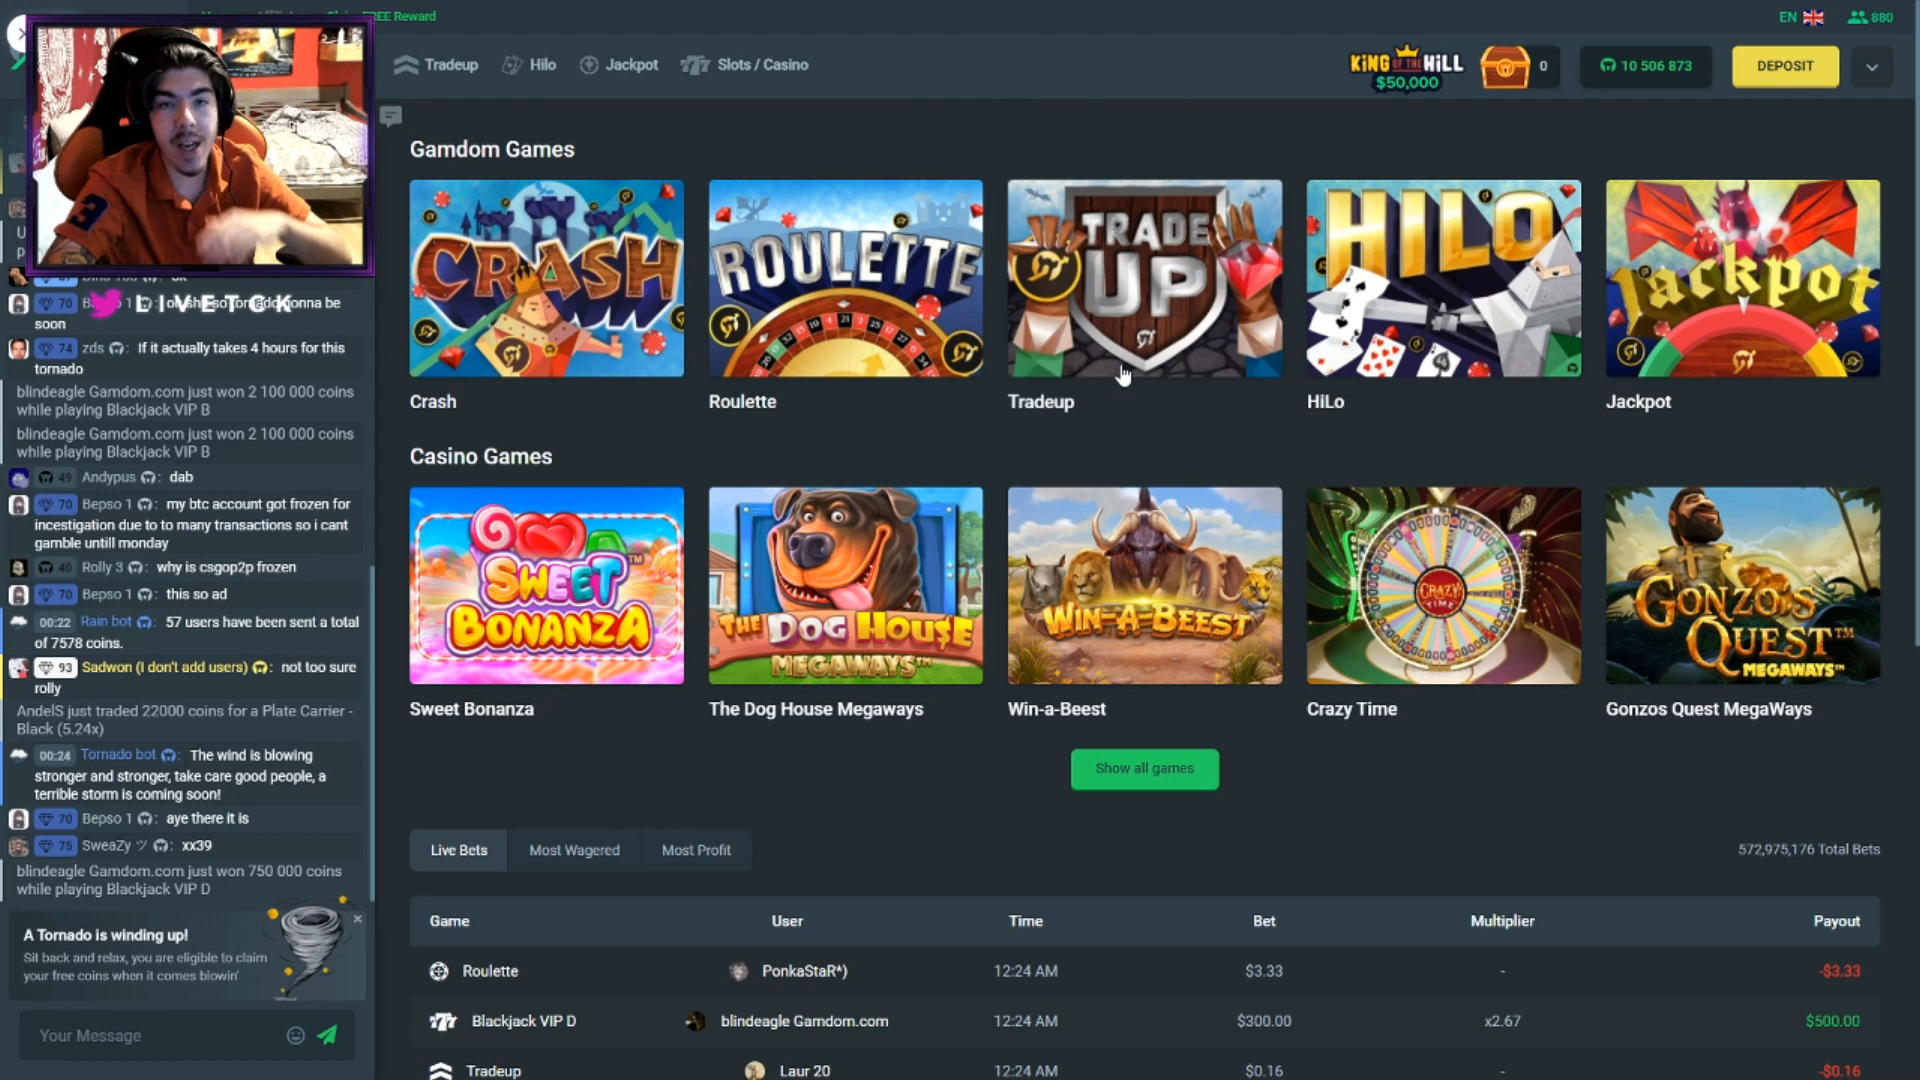 FREE Reward
EN
880
Tradeup
Hilo
Jackpot
Slots / Casino
KING OF THE HILL
$50,000
0
10 506 873
DEPOSIT
LIVETCK
70
soon
74 zds : If it actually takes 4 hours for this
tornado
blindeagle Gamdom.com just won 2 100 000 coins
while playing Blackjack VIP B
blindeagle Gamdom.com just won 2 100 000 coins
while playing Blackjack VIP B
49 Andypus : dab
70 Bepso 1 : my btc account got frozen for
incestigation due to to many transactions so i cant
gamble untill monday
40 Rolly 3 : why is csgop2p frozen
70 Bepso 1 : this so ad
00:22 Rain bot : 57 users have been sent a total
of 7578 coins.
93 Sadwon (I don't add users) : not too sure
rolly
AndelS just traded 22000 coins for a Plate Carrier -
Black (5.24x)
00:24 Tornado bot : The wind is blowing
stronger and stronger, take care good people, a
terrible storm is coming soon!
70 Bepso 1 : aye there it is
75 SweaZy ツ : xx39
blindeagle Gamdom.com just won 750 000 coins
while playing Blackjack VIP D
A Tornado is winding up!
Sit back and relax, you are eligible to claim
your free coins when it comes blowin'
Your Message
Gamdom Games
CRASH
ROULETTE
TRADE
UP
HILO
Jackpot
Crash
Roulette
Tradeup
HiLo
Jackpot
Casino Games
SWEET
BONANZA
THE DOG HOUSE
MEGAWAYS™
WIN-A-BEEST
CRAZY
TIME
GONZO'S
QUEST™
MEGAWAYS™
Sweet Bonanza
The Dog House Megaways
Win-a-Beest
Crazy Time
Gonzos Quest MegaWays
Show all games
Live Bets
Most Wagered
Most Profit
572,975,176 Total Bets
Game User Time Bet Multiplier Payout
Roulette PonkaStaR*) 12:24 AM $3.33 - -$3.33
Blackjack VIP D blindeagle Gamdom.com 12:24 AM $300.00 x2.67 $500.00
Tradeup Laur 20 12:24 AM $0.16 - -$0.16